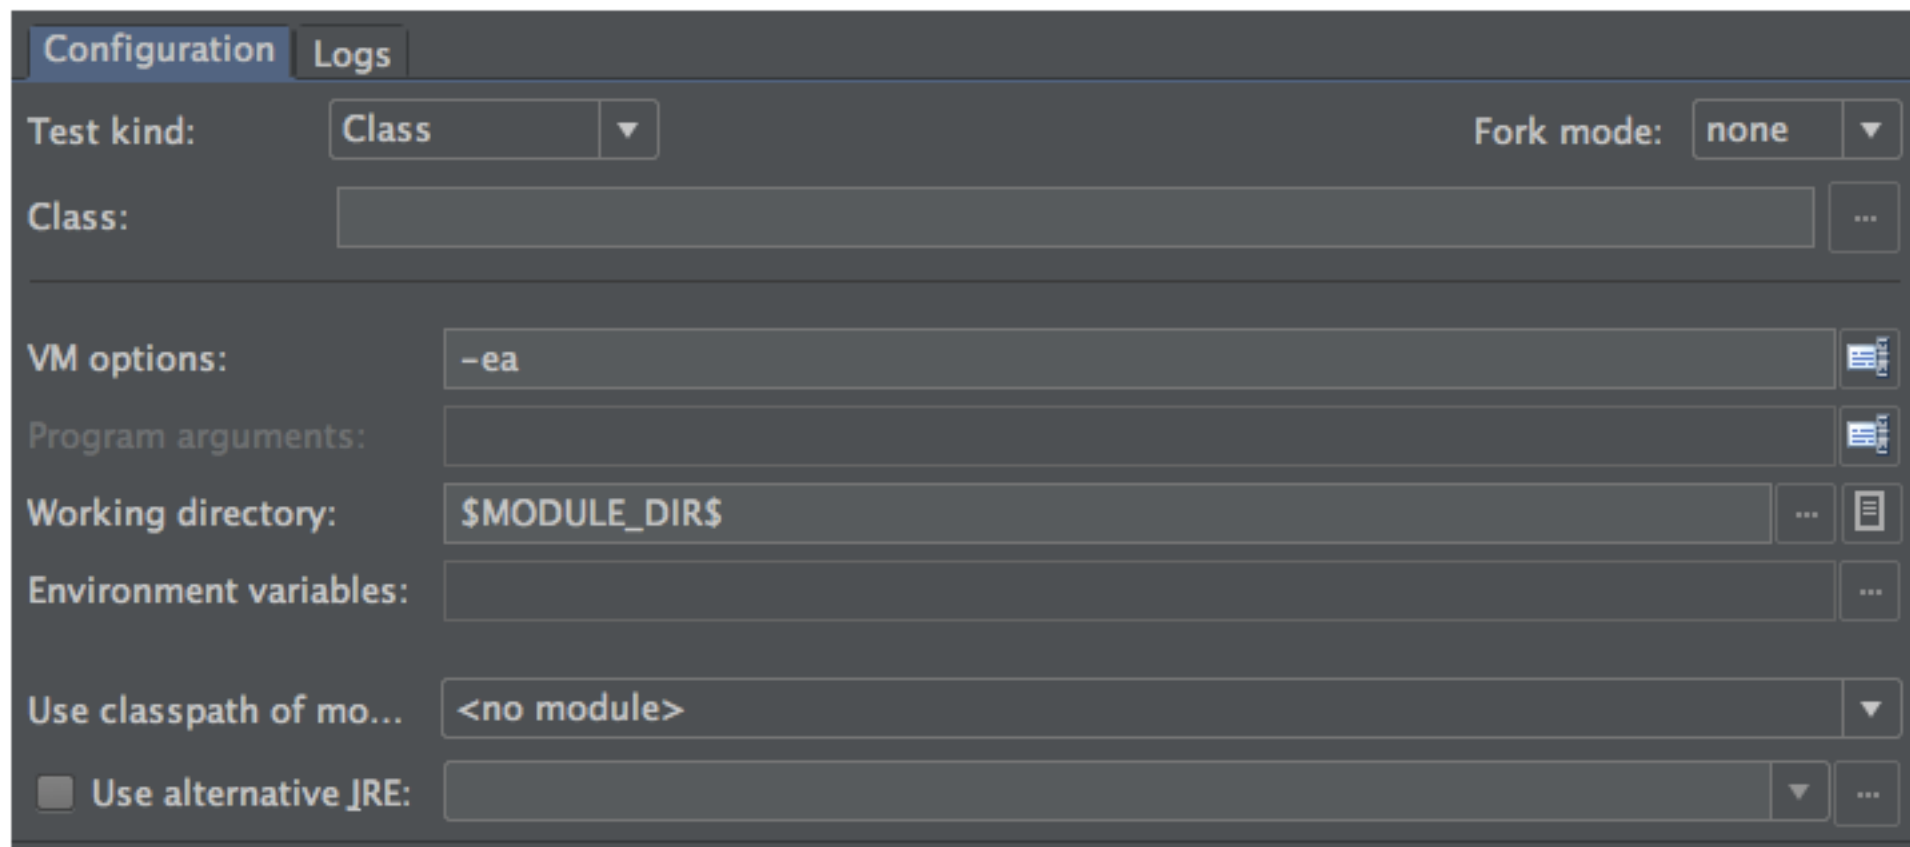 Configuration Logs
Test kind: Class Fork mode: none
Class: ...
VM options: -ea
Program arguments:
Working directory: $MODULE_DIR$ ...
Environment variables: ...
Use classpath of mo... <no module>
Use alternative JRE: ...